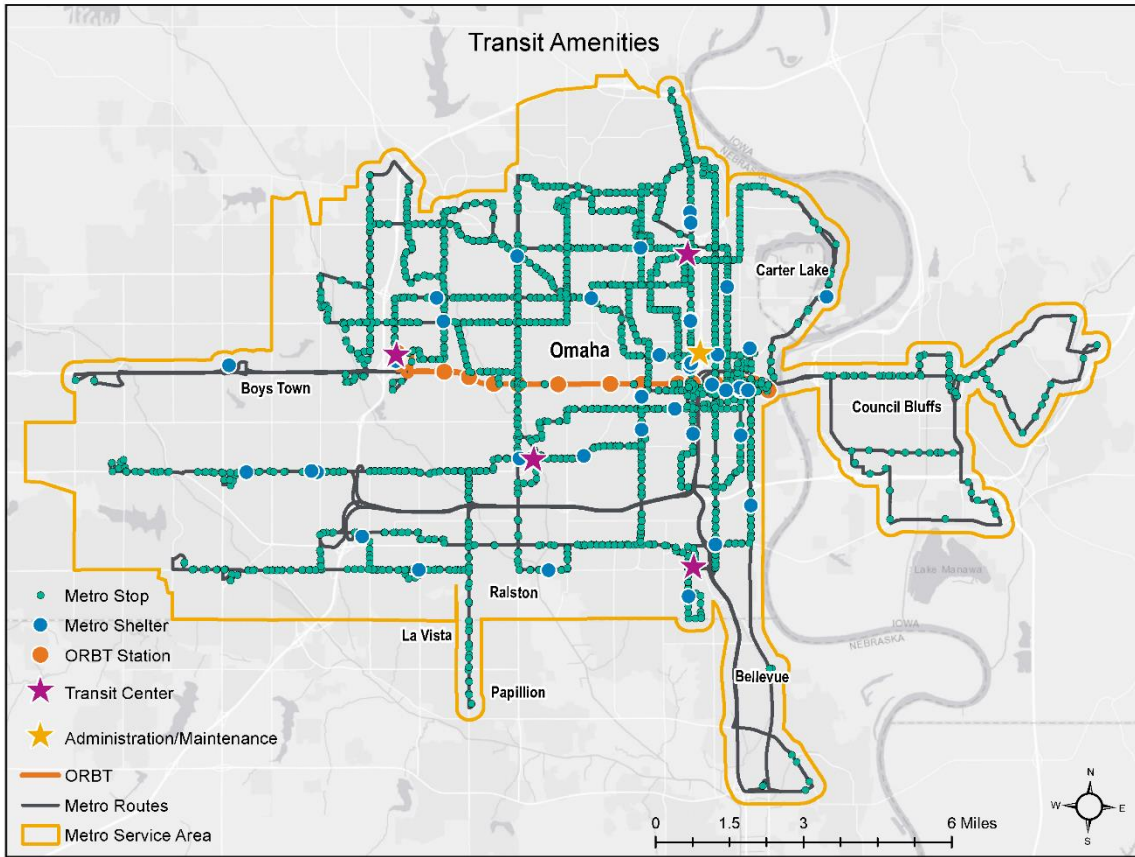 Transit Amenities
IOWA
NEBRASKA
Carter Lake
Omaha
Boys Town
Council Bluffs
Lake Manawa
Ralston
La Vista
IOWA
NEBRASKA
Papillion
Bellevue
Metro Stop
Metro Shelter
ORBT Station
Transit Center
Administration/Maintenance
ORBT
Metro Routes
Metro Service Area
0 1.5 3 6 Miles
N
W E
S